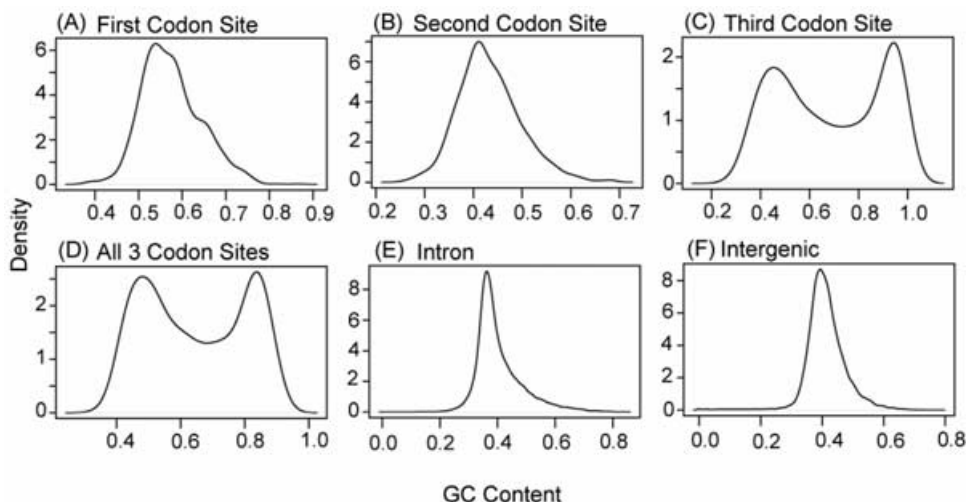 (A) First Codon Site
(B) Second Codon Site
(C) Third Codon Site
6
4
2
0
0.4 0.5 0.6 0.7 0.8 0.9
6
4
2
0
0.2 0.3 0.4 0.5 0.6 0.7
2
1
0
0.2 0.4 0.6 0.8 1.0
Density
(D) All 3 Codon Sites
(E) Intron
(F) Intergenic
2
1
0
0.4 0.6 0.8 1.0
8
6
4
2
0
0.0 0.2 0.4 0.6 0.8
8
6
4
2
0
0.0 0.2 0.4 0.6 0.8
GC Content